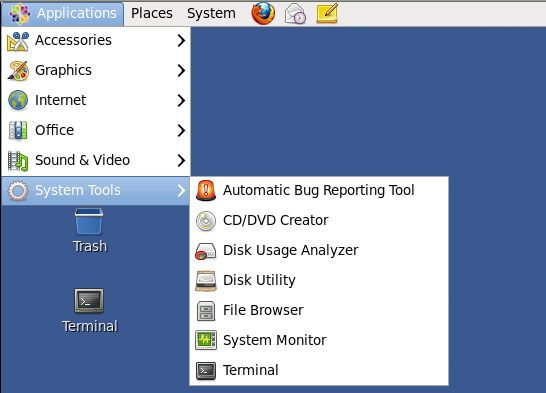 Applications Places System
Accessories
Graphics
Internet
Office
Sound & Video
System Tools
Automatic Bug Reporting Tool
CD/DVD Creator
Disk Usage Analyzer
Disk Utility
File Browser
System Monitor
Terminal
Trash
Terminal